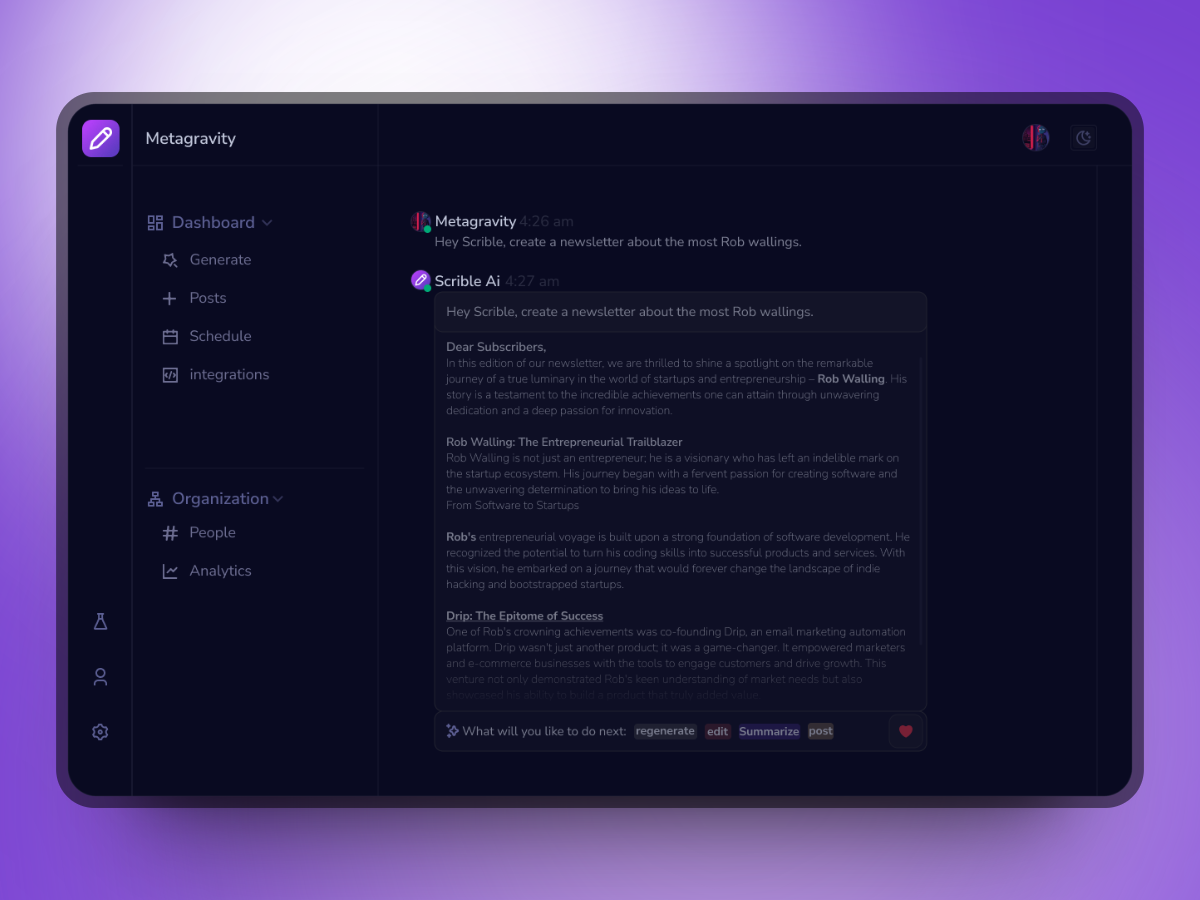 Metagravity
Dashboard
Generate
Posts
Schedule
integrations
Organization
People
Analytics
Metagravity 4:26 am
Hey Scrible, create a newsletter about the most Rob wallings.
Scrible Ai 4:27 am
Hey Scrible, create a newsletter about the most Rob wallings.
Dear Subscribers,
In this edition of our newsletter, we are thrilled to shine a spotlight on the remarkable
journey of a true luminary in the world of startups and entrepreneurship – Rob Walling. His
story is a testament to the incredible achievements one can attain through unwavering
dedication and a deep passion for innovation.
Rob Walling: The Entrepreneurial Trailblazer
Rob Walling is not just an entrepreneur; he is a visionary who has left an indelible mark on
the startup ecosystem. His journey began with a fervent passion for creating software and
the unwavering determination to bring his ideas to life.
From Software to Startups
Rob's entrepreneurial voyage is built upon a strong foundation of software development. He
recognized the potential to turn his coding skills into successful products and services. With
this vision, he embarked on a journey that would forever change the landscape of indie
hacking and bootstrapped startups.
Drip: The Epitome of Success
One of Rob's crowning achievements was co-founding Drip, an email marketing automation
platform. Drip wasn't just another product; it was a game-changer. It empowered marketers
and e-commerce businesses with the tools to engage customers and drive growth. This
venture not only demonstrated Rob's keen understanding of market needs but also
showcased his ability to build a product that truly added value.
What will you like to do next: regenerate edit Summarize post